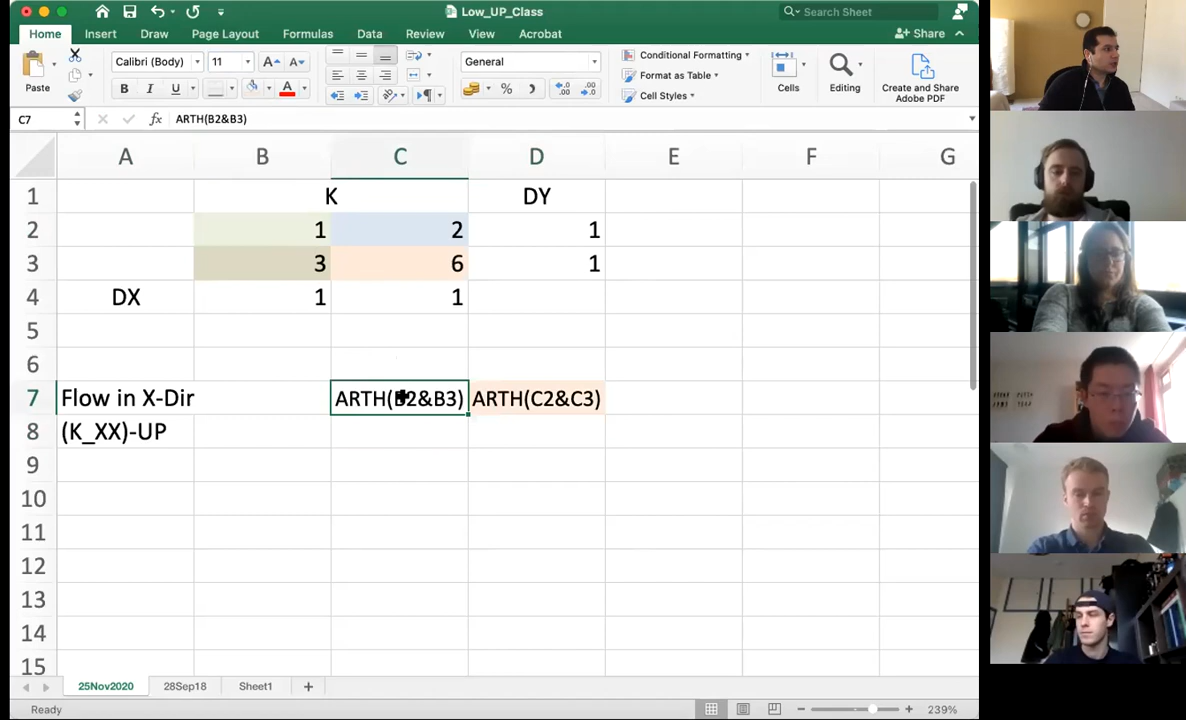 Low_UP_Class
Search Sheet
Home Insert Draw Page Layout Formulas Data Review View Acrobat Share
Paste
Calibri (Body) 11 A A
B I U A
General
% )
Conditional Formatting
Format as Table
Cell Styles
Cells
Editing
Create and Share
Adobe PDF
C7 fx ARTH(B2&B3)
A B C D E F G
1 K DY
2 1 2 1
3 3 6 1
4 DX 1 1
5
6
7 Flow in X-Dir ARTH(B2&B3) ARTH(C2&C3)
8 (K_XX)-UP
9
10
11
12
13
14
15
25Nov2020 28Sep18 Sheet1 +
Ready
239%